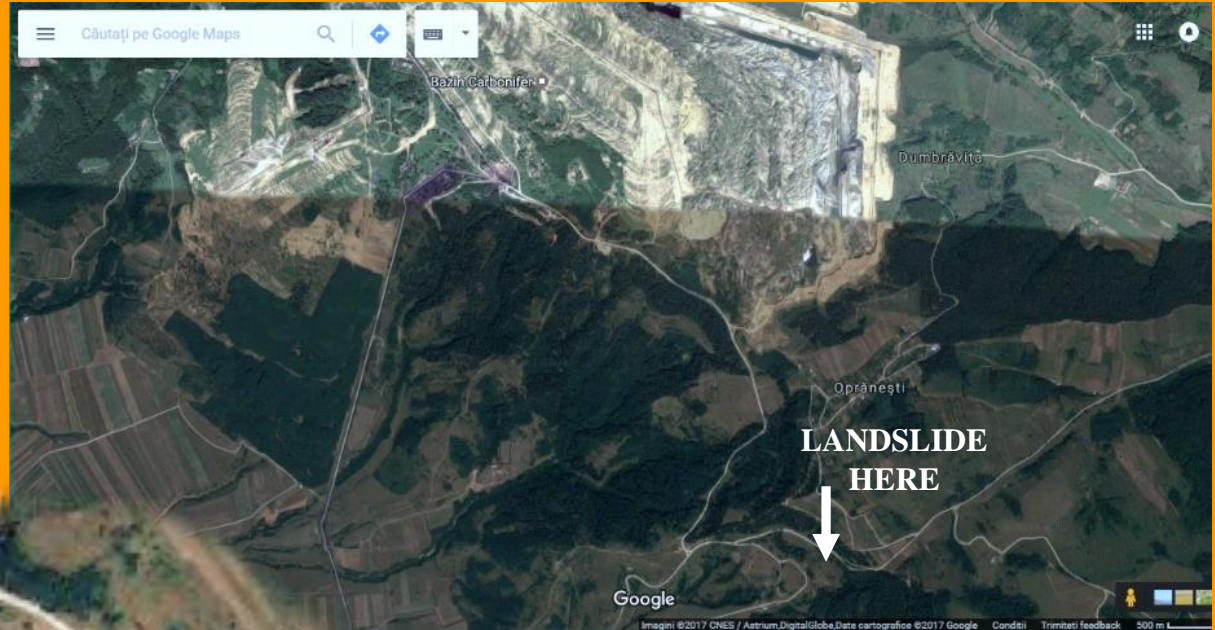 Căutați pe Google Maps
Bazin Carbonifer
Dumbrăvița
Oprănești
LANDSLIDE
HERE
Google
Imagini ©2017 CNES / Astrium,DigitalGlobe,Date cartografice ©2017 Google Condiții Trimiteți feedback 500 m